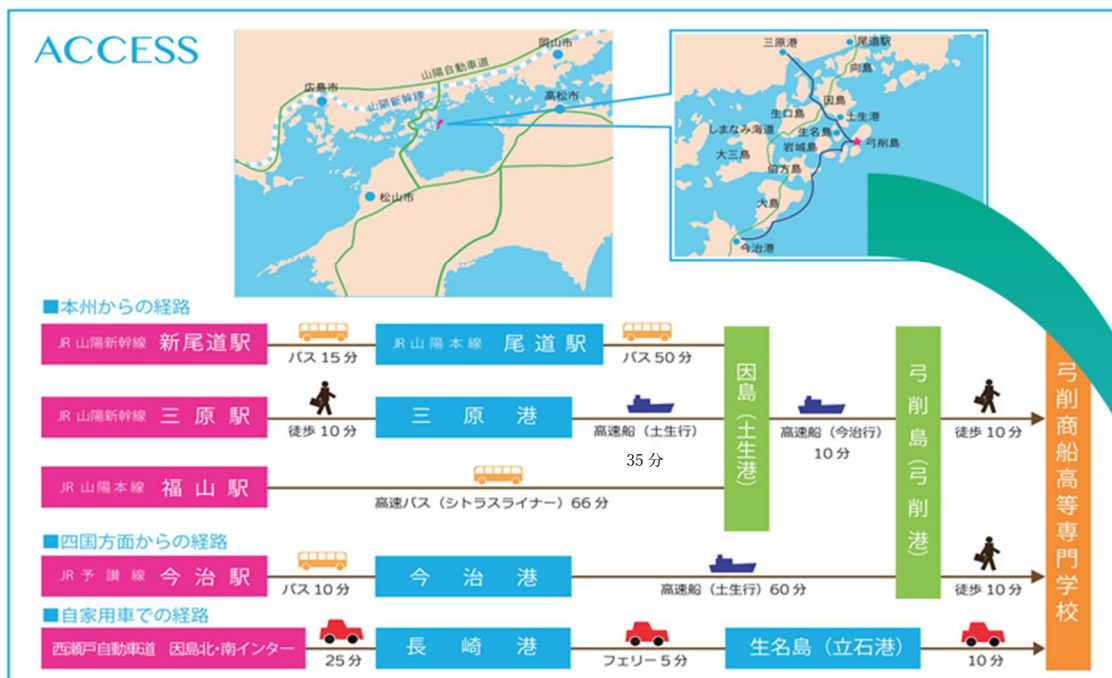 ACCESS
岡山市
山陽自動車道
広島市
山陽新幹線
高松市
松山市
三原港
尾道駅
向島
因島
生口島
土生港
しまなみ海道
生名島
弓削島
岩城島
大三島
伯方島
大島
今治港
■本州からの経路
JR山陽新幹線 新尾道駅
バス 15 分
JR山陽本線 尾道駅
バス 50 分
JR山陽新幹線 三原駅
徒歩 10 分
三原港
高速船（土生行）
35 分
因島（土生港）
高速船（今治行）
10 分
弓削島（弓削港）
徒歩 10 分
弓削商船高等専門学校
JR山陽本線 福山駅
高速バス（シトラスライナー）66 分
■四国方面からの経路
JR予讃線 今治駅
バス 10 分
今治港
高速船（土生行）60 分
徒歩 10 分
■自家用車での経路
西瀬戸自動車道 因島北・南インター
25 分
長崎港
フェリー 5 分
生名島（立石港）
10 分